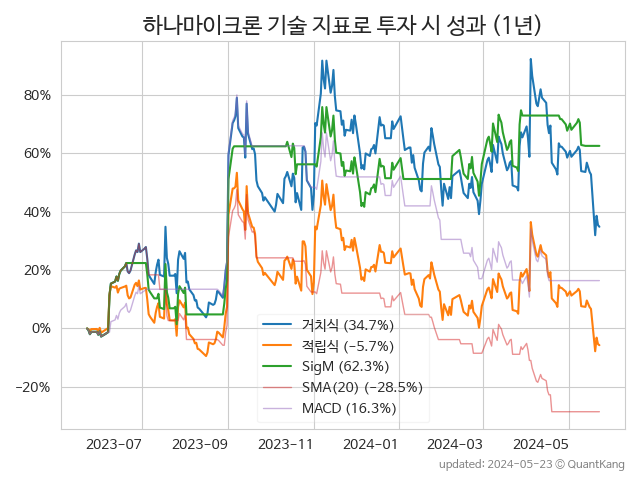 하나마이크론 기술 지표로 투자 시 성과 (1년)
80%
60%
40%
20%
0%
−20%
거치식 (34.7%)
적립식 (−5.7%)
SigM (62.3%)
SMA(20) (−28.5%)
MACD (16.3%)
2023-07
2023-09
2023-11
2024-01
2024-03
2024-05
updated: 2024-05-23 © QuantKang